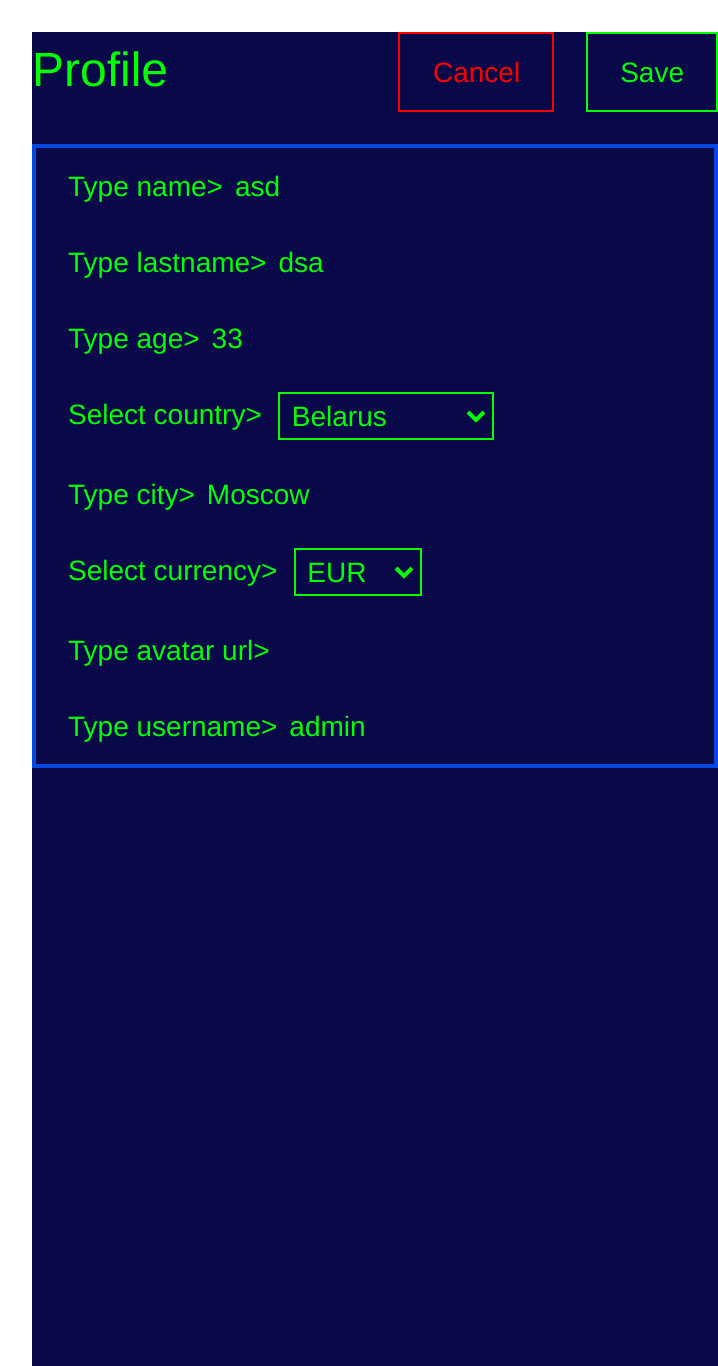 Profile Cancel Save
Type name> asd
Type lastname> dsa
Type age> 33
Select country> Belarus
Type city> Moscow
Select currency> EUR
Type avatar url>
Type username> admin